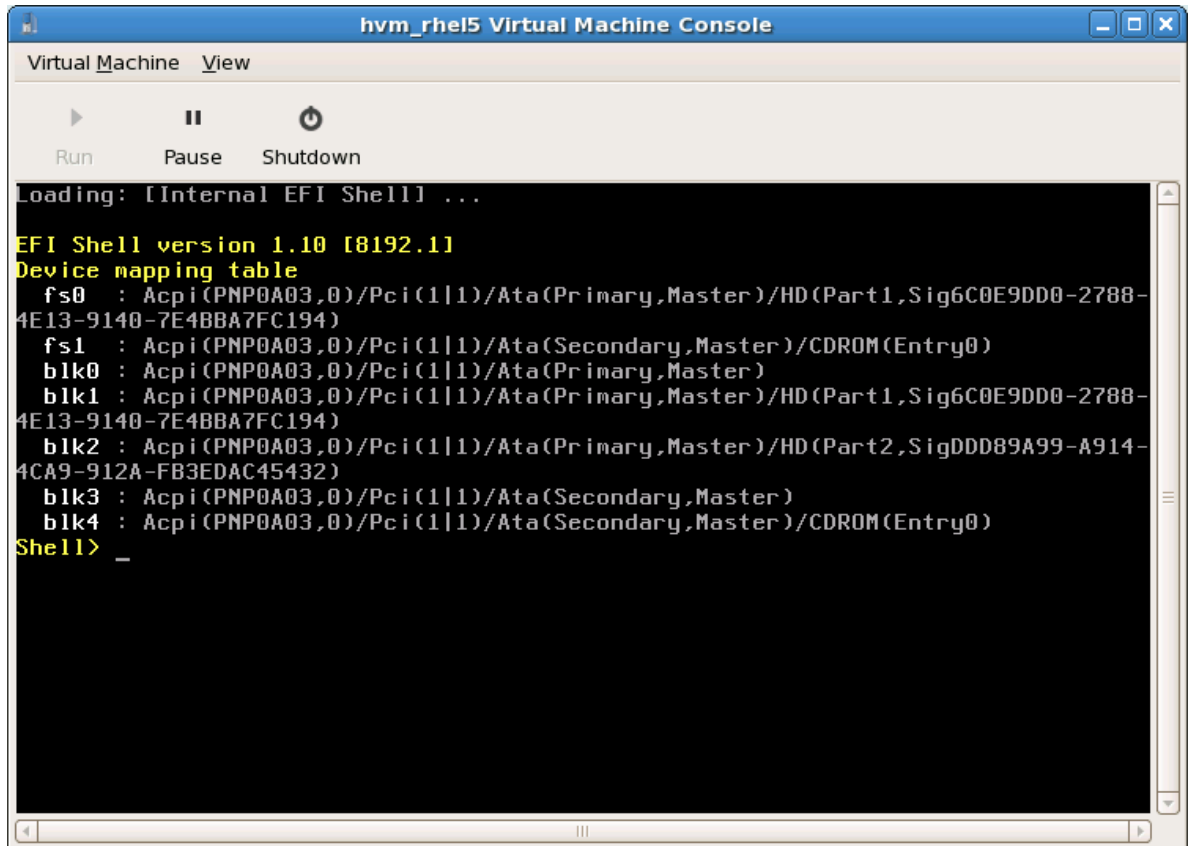 hvm_rhel5 Virtual Machine Console
Virtual Machine View
Run Pause Shutdown
Loading: [Internal EFI Shell] ...
EFI Shell version 1.10 [8192.1]
Device mapping table
fs0 : Acpi(PNP0A03,0)/Pci(1|1)/Ata(Primary,Master)/HD(Part1,Sig6C0E9DD0-2788-
4E13-9140-7E4BBA7FC194)
fs1 : Acpi(PNP0A03,0)/Pci(1|1)/Ata(Secondary,Master)/CDROM(Entry0)
blk0 : Acpi(PNP0A03,0)/Pci(1|1)/Ata(Primary,Master)
blk1 : Acpi(PNP0A03,0)/Pci(1|1)/Ata(Primary,Master)/HD(Part1,Sig6C0E9DD0-2788-
4E13-9140-7E4BBA7FC194)
blk2 : Acpi(PNP0A03,0)/Pci(1|1)/Ata(Primary,Master)/HD(Part2,SigDDD89A99-A914-
4CA9-912A-FB3EDAC45432)
blk3 : Acpi(PNP0A03,0)/Pci(1|1)/Ata(Secondary,Master)
blk4 : Acpi(PNP0A03,0)/Pci(1|1)/Ata(Secondary,Master)/CDROM(Entry0)
Shell> _